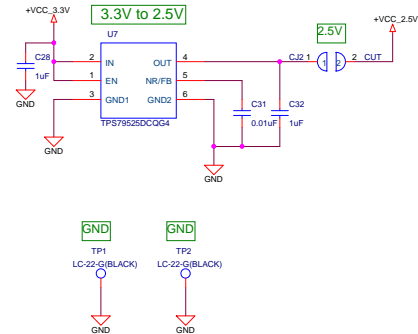 +VCC_3.3V
3.3V to 2.5V
+VCC_2.5V
U7
2.5V
C28
1uF
2 IN OUT 4
CJ2 1 1 2 2 CUT
1 EN NR/FB 5
3 GND1 GND2 6
C31
0.01uF
C32
1uF
GND
TPS79525DCQG4
GND
GND
GND GND
TP1 TP2
LC-22-G(BLACK) LC-22-G(BLACK)
GND GND